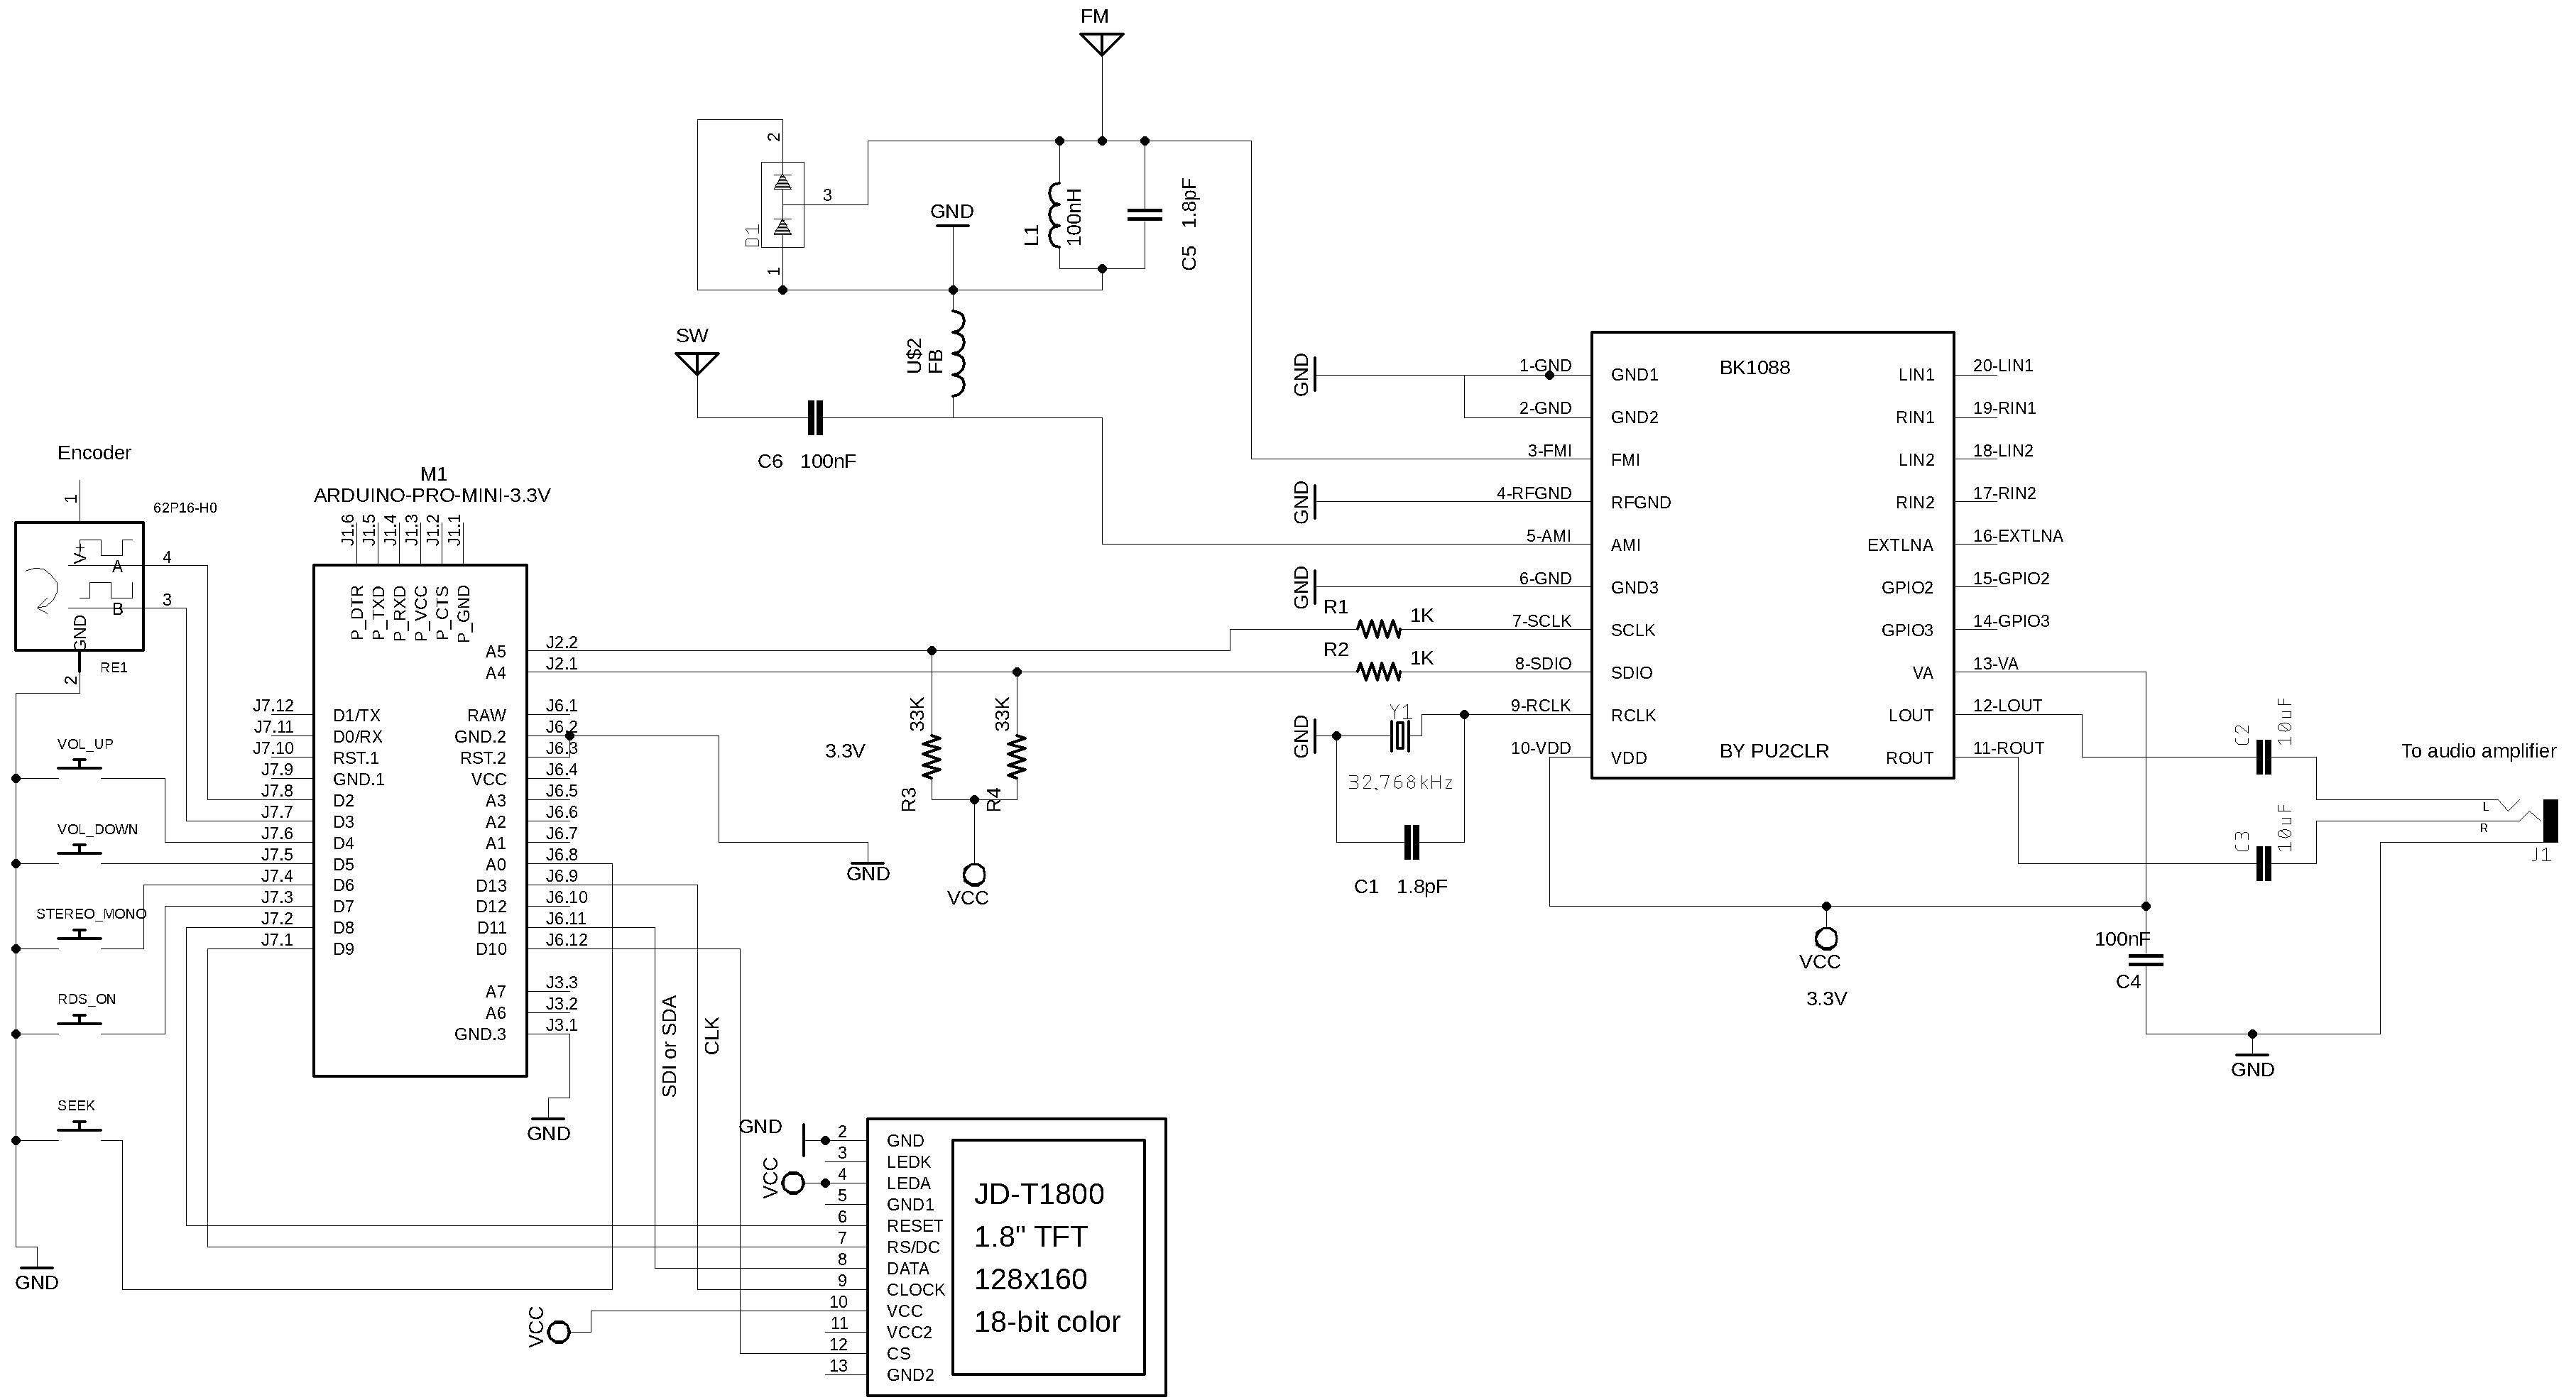 FM
2
3
D1
1
GND
L1
100nH
C5 1.8pF
SW
U$2
FB
C6 100nF
Encoder
1
62P16-H0
V+
A
4
B
3
GND
RE1
2
M1
ARDUINO-PRO-MINI-3.3V
J1.6
J1.5
J1.4
J1.3
J1.2
J1.1
P_DTR
P_TXD
P_RXD
P_VCC
P_CTS
P_GND
A5 J2.2
A4 J2.1
J7.12 D1/TX RAW J6.1
J7.11 D0/RX GND.2 J6.2
J7.10 RST.1 RST.2 J6.3
J7.9 GND.1 VCC J6.4
J7.8 D2 A3 J6.5
J7.7 D3 A2 J6.6
J7.6 D4 A1 J6.7
J7.5 D5 A0 J6.8
J7.4 D6 D13 J6.9
J7.3 D7 D12 J6.10
J7.2 D8 D11 J6.11
J7.1 D9 D10 J6.12
A7 J3.3
A6 J3.2
GND.3 J3.1
GND
VOL_UP
VOL_DOWN
STEREO_MONO
RDS_ON
SEEK
GND
GND
3.3V
33K
33K
R3
R4
VCC
SDI or SDA
CLK
GND
VCC
VCC
2 GND
3 LEDK
4 LEDA
5 GND1
6 RESET
7 RS/DC
8 DATA
9 CLOCK
10 VCC
11 VCC2
12 CS
13 GND2
JD-T1800
1.8" TFT
128x160
18-bit color
BK1088
GND
1-GND GND1
2-GND GND2
3-FMI FMI
GND
4-RFGND RFGND
5-AMI AMI
GND
6-GND GND3
R1 1K
7-SCLK SCLK
R2 1K
8-SDIO SDIO
9-RCLK RCLK
10-VDD VDD
GND
Y1
32.768kHz
C1 1.8pF
BY PU2CLR
LIN1 20-LIN1
RIN1 19-RIN1
LIN2 18-LIN2
RIN2 17-RIN2
EXTLNA 16-EXTLNA
GPIO2 15-GPIO2
GPIO3 14-GPIO3
VA 13-VA
LOUT 12-LOUT
ROUT 11-ROUT
C2
10uF
C3
10uF
To audio amplifier
L
R
J1
VCC
3.3V
100nF
C4
GND